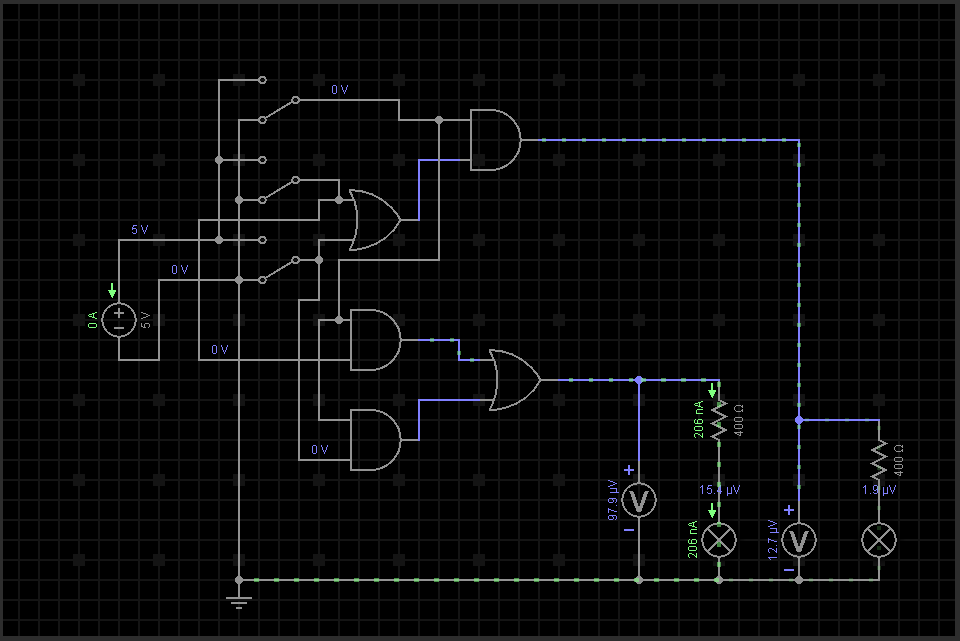 0 V
5 V
0 V
0 A
+
−
5 V
0 V
206 nA
400 Ω
0 V
400 Ω
+
V
−
97.9 µV
15.4 µV
1.9 µV
206 nA
+
V
−
12.7 µV